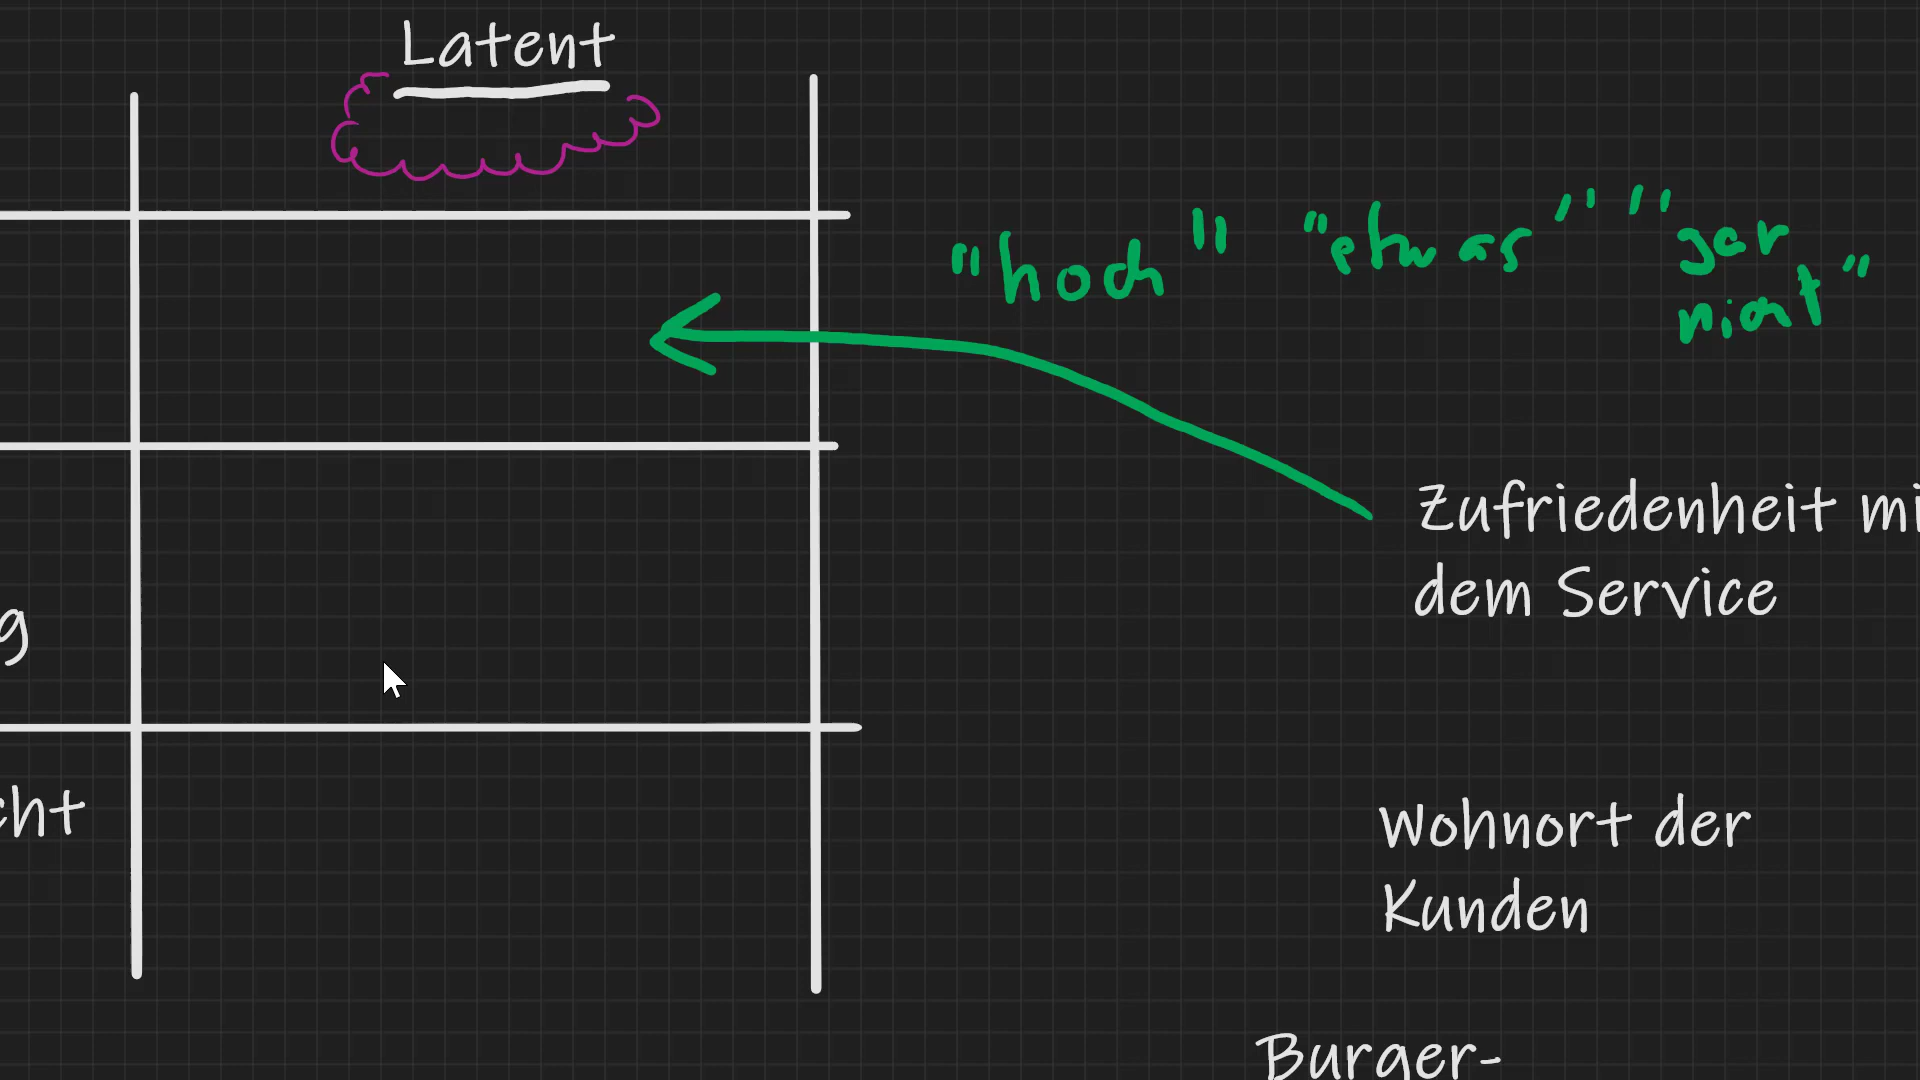 Latent
"hoch" "etwas" "gar
nicht"
Zufriedenheit mi
dem Service
g
cht
Wohnort der
Kunden
Burger-